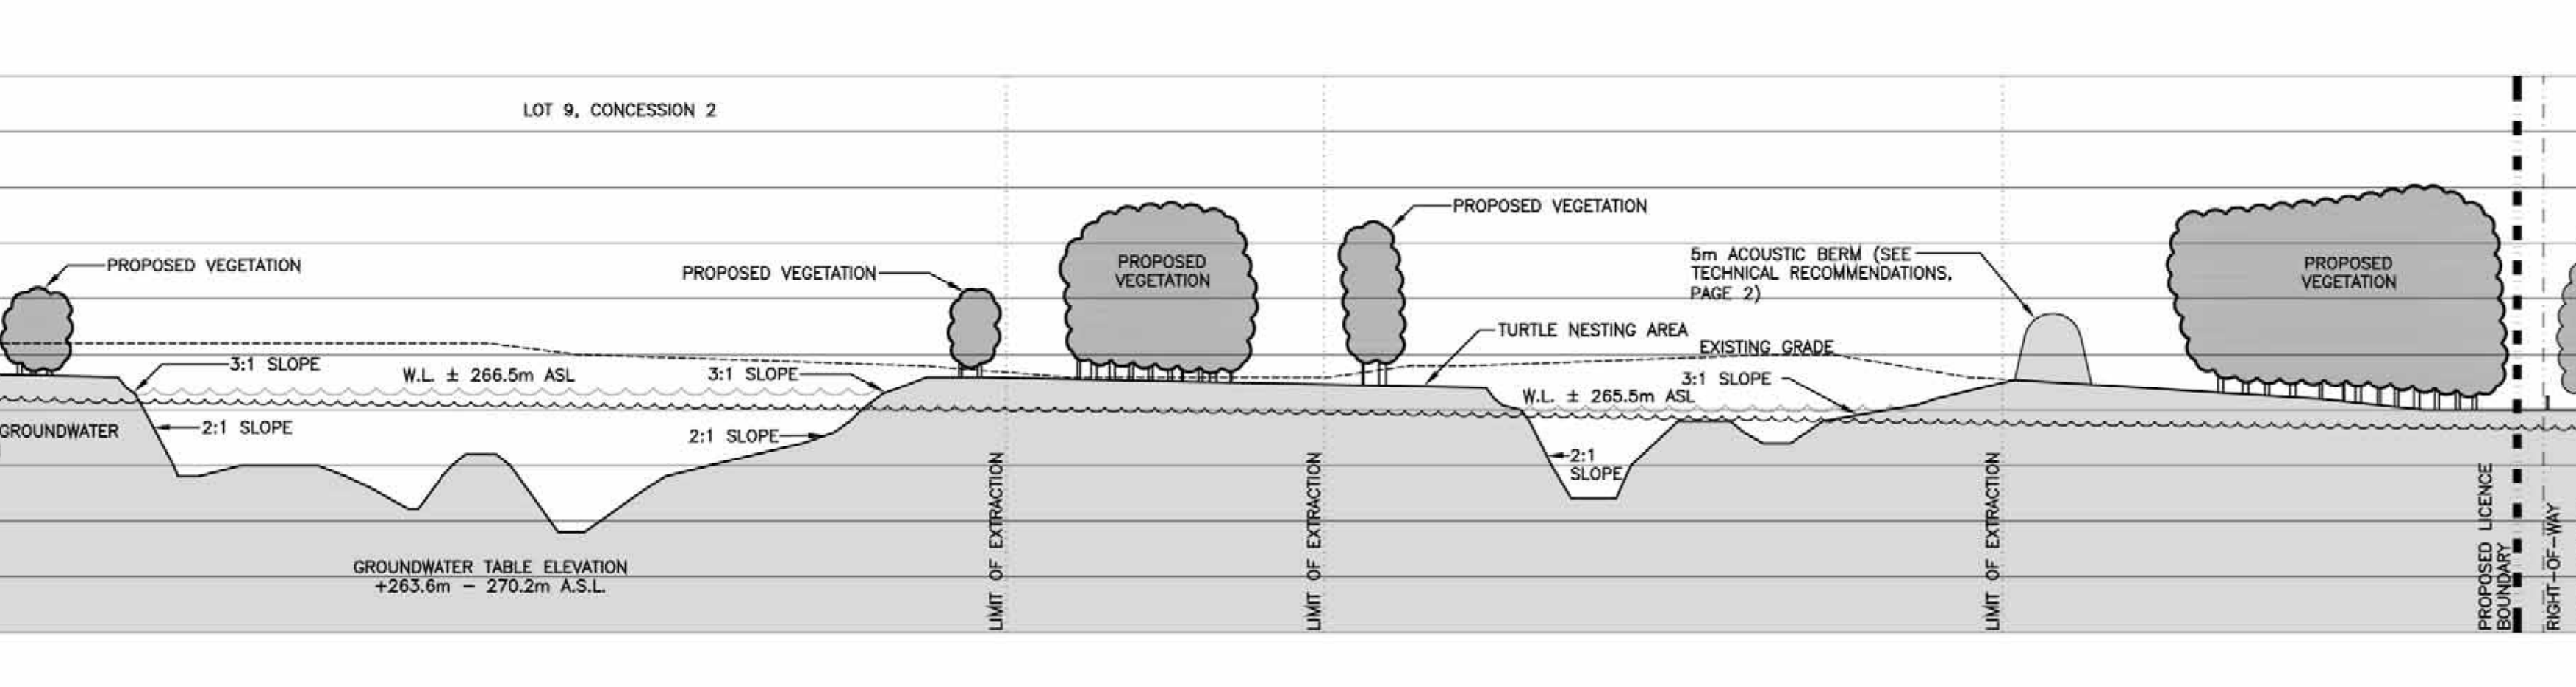 LOT 9, CONCESSION 2
PROPOSED VEGETATION
PROPOSED VEGETATION
PROPOSED
VEGETATION
PROPOSED VEGETATION
5m ACOUSTIC BERM (SEE
TECHNICAL RECOMMENDATIONS,
PAGE 2)
PROPOSED
VEGETATION
TURTLE NESTING AREA
EXISTING GRADE
3:1 SLOPE
W.L. ± 266.5m ASL
3:1 SLOPE
3:1 SLOPE
W.L. ± 265.5m ASL
GROUNDWATER
2:1 SLOPE
2:1 SLOPE
2:1
SLOPE
GROUNDWATER TABLE ELEVATION
+263.6m - 270.2m A.S.L.
LIMIT OF EXTRACTION
LIMIT OF EXTRACTION
LIMIT OF EXTRACTION
PROPOSED LICENCE
BOUNDARY
RIGHT-OF-WAY